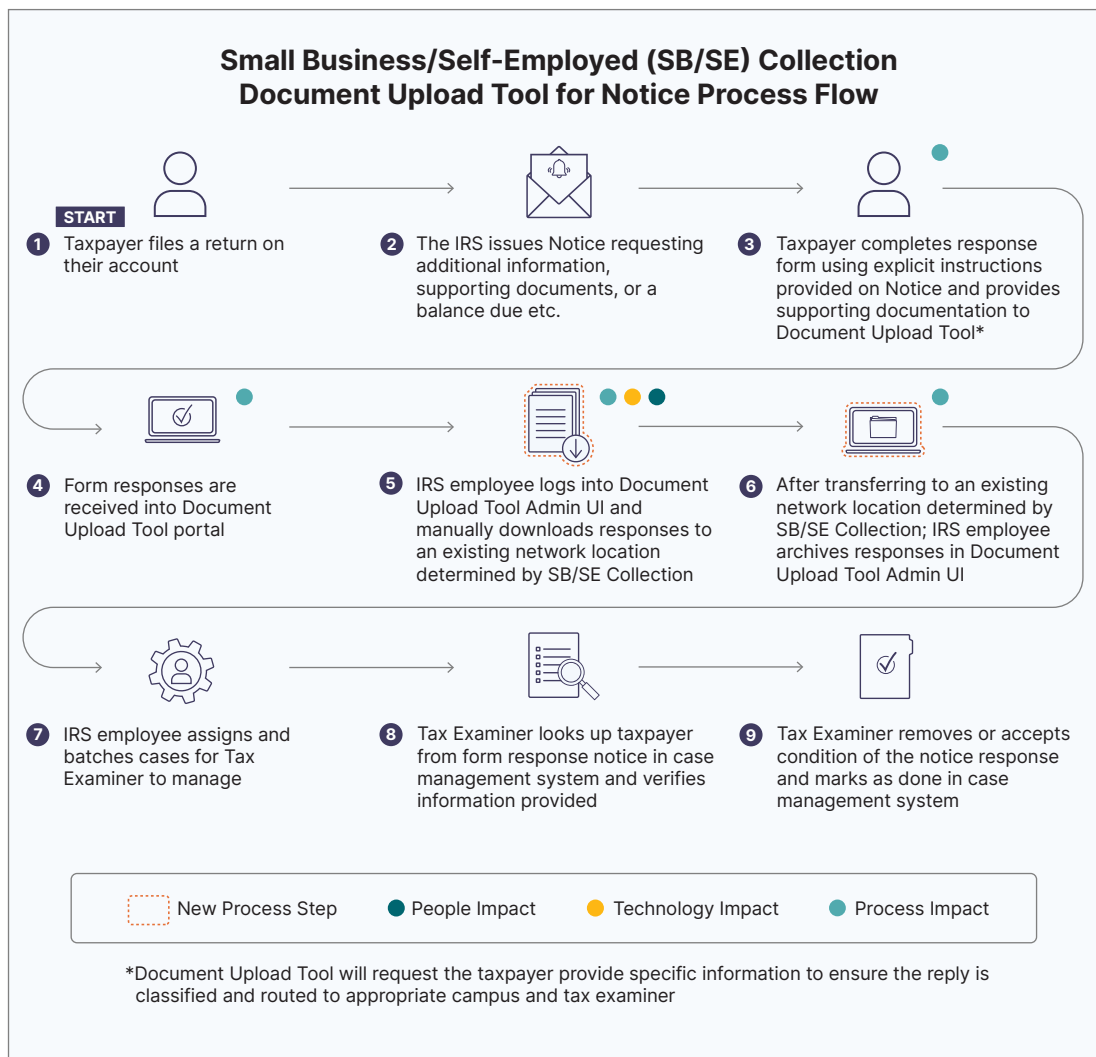 Small Business/Self-Employed (SB/SE) Collection
Document Upload Tool for Notice Process Flow
START
1 Taxpayer files a return on
their account
2 The IRS issues Notice requesting
additional information,
supporting documents, or a
balance due etc.
3 Taxpayer completes response
form using explicit instructions
provided on Notice and provides
supporting documentation to
Document Upload Tool*
4 Form responses are
received into Document
Upload Tool portal
5 IRS employee logs into Document
Upload Tool Admin UI and
manually downloads responses to
an existing network location
determined by SB/SE Collection
6 After transferring to an existing
network location determined by
SB/SE Collection; IRS employee
archives responses in Document
Upload Tool Admin UI
7 IRS employee assigns and
batches cases for Tax
Examiner to manage
8 Tax Examiner looks up taxpayer
from form response notice in case
management system and verifies
information provided
9 Tax Examiner removes or accepts
condition of the notice response
and marks as done in case
management system
New Process Step
People Impact
Technology Impact
Process Impact
*Document Upload Tool will request the taxpayer provide specific information to ensure the reply is
classified and routed to appropriate campus and tax examiner